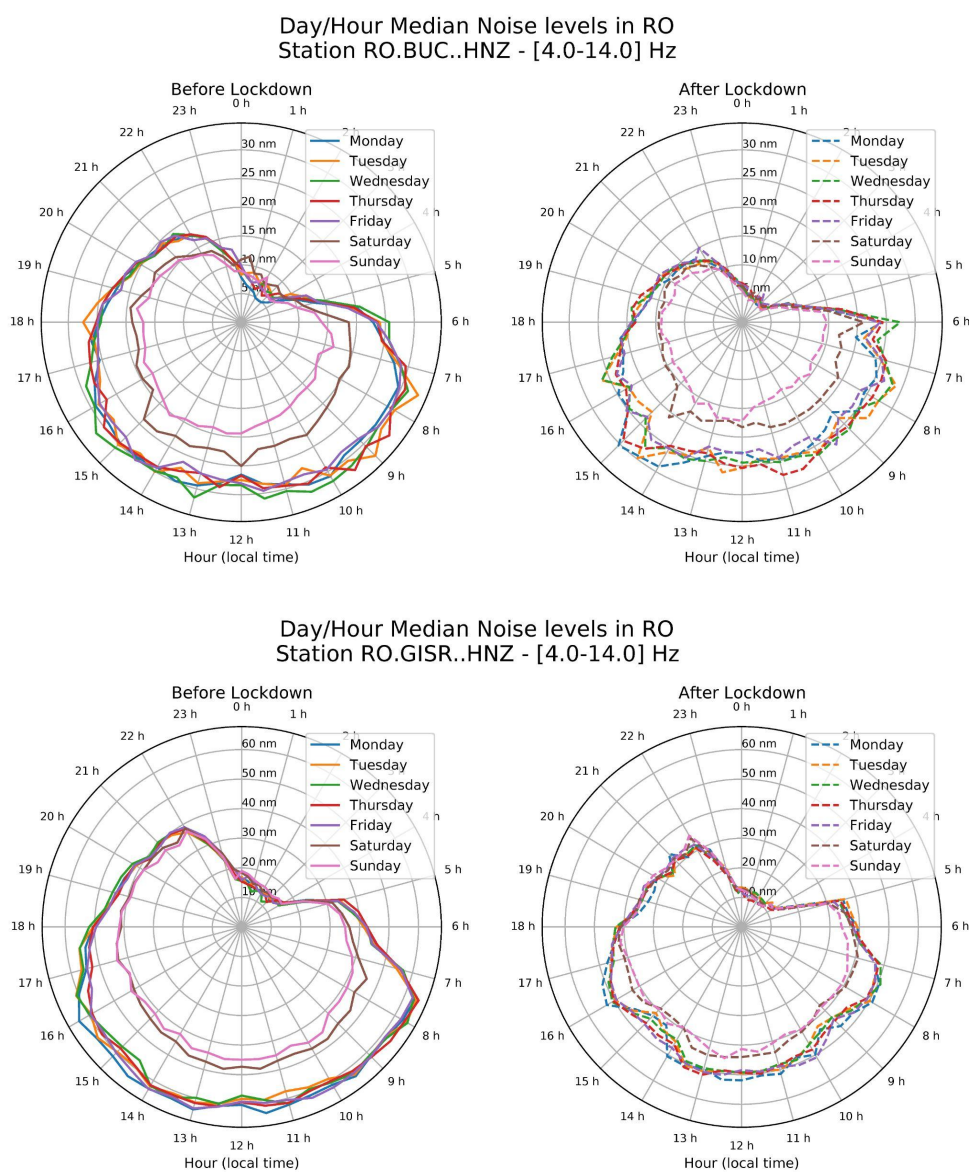 Day/Hour Median Noise levels in RO
Station RO.BUC..HNZ - [4.0-14.0] Hz
Before Lockdown
0 h
1 h
4 h
5 h
6 h
7 h
8 h
9 h
10 h
11 h
12 h
13 h
14 h
15 h
16 h
17 h
18 h
19 h
20 h
21 h
22 h
23 h
30 nm
25 nm
20 nm
15 nm
10 nm
Monday
Tuesday
Wednesday
Thursday
Friday
Saturday
Sunday
Hour (local time)
After Lockdown
0 h
1 h
4 h
5 h
6 h
7 h
8 h
9 h
10 h
11 h
12 h
13 h
14 h
15 h
16 h
17 h
18 h
19 h
20 h
21 h
22 h
23 h
30 nm
25 nm
20 nm
15 nm
10 nm
Monday
Tuesday
Wednesday
Thursday
Friday
Saturday
Sunday
Hour (local time)
Day/Hour Median Noise levels in RO
Station RO.GISR..HNZ - [4.0-14.0] Hz
Before Lockdown
0 h
1 h
4 h
5 h
6 h
7 h
8 h
9 h
10 h
11 h
12 h
13 h
14 h
15 h
16 h
17 h
18 h
19 h
20 h
21 h
22 h
23 h
60 nm
50 nm
40 nm
30 nm
20 nm
10 nm
Monday
Tuesday
Wednesday
Thursday
Friday
Saturday
Sunday
Hour (local time)
After Lockdown
0 h
1 h
4 h
5 h
6 h
7 h
8 h
9 h
10 h
11 h
12 h
13 h
14 h
15 h
16 h
17 h
18 h
19 h
20 h
21 h
22 h
23 h
60 nm
50 nm
40 nm
30 nm
20 nm
Monday
Tuesday
Wednesday
Thursday
Friday
Saturday
Sunday
Hour (local time)